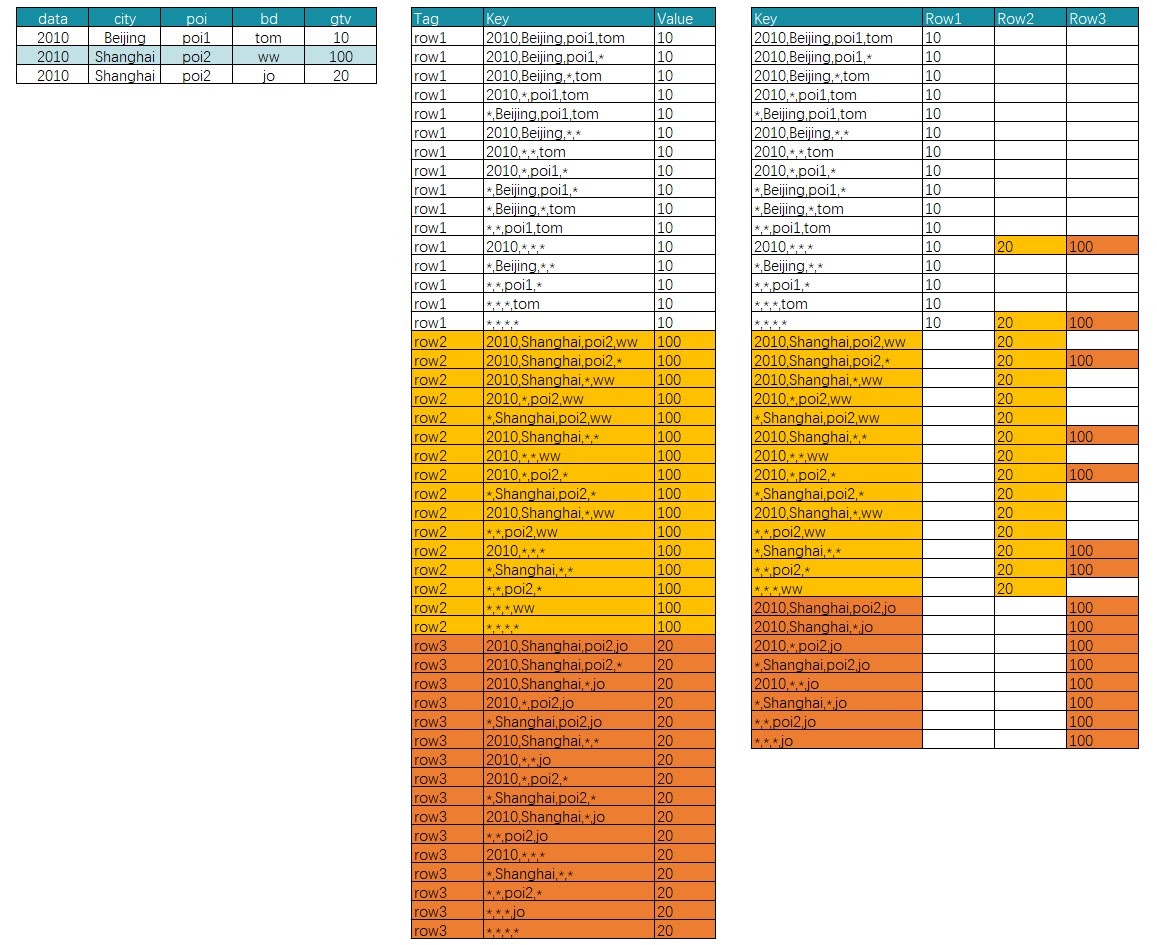 data city poi bd gtv
2010 Beijing poi1 tom 10
2010 Shanghai poi2 ww 100
2010 Shanghai poi2 jo 20
Tag Key Value
row1 2010,Beijing,poi1,tom 10
row1 2010,Beijing,poi1,* 10
row1 2010,Beijing,*,tom 10
row1 2010,*,poi1,tom 10
row1 *,Beijing,poi1,tom 10
row1 2010,Beijing,*,* 10
row1 2010,*,*,tom 10
row1 2010,*,poi1,* 10
row1 *,Beijing,poi1,* 10
row1 *,Beijing,*,tom 10
row1 *,*,poi1,tom 10
row1 2010,*,*,* 10
row1 *,Beijing,*,* 10
row1 *,*,poi1,* 10
row1 *,*,*,tom 10
row1 *,*,*,* 10
row2 2010,Shanghai,poi2,ww 100
row2 2010,Shanghai,poi2,* 100
row2 2010,Shanghai,*,ww 100
row2 2010,*,poi2,ww 100
row2 *,Shanghai,poi2,ww 100
row2 2010,Shanghai,*,* 100
row2 2010,*,*,ww 100
row2 2010,*,poi2,* 100
row2 *,Shanghai,poi2,* 100
row2 2010,Shanghai,*,ww 100
row2 *,*,poi2,ww 100
row2 2010,*,*,* 100
row2 *,Shanghai,*,* 100
row2 *,*,poi2,* 100
row2 *,*,*,ww 100
row2 *,*,*,* 100
row3 2010,Shanghai,poi2,jo 20
row3 2010,Shanghai,poi2,* 20
row3 2010,Shanghai,*,jo 20
row3 2010,*,poi2,jo 20
row3 *,Shanghai,poi2,jo 20
row3 2010,Shanghai,*,* 20
row3 2010,*,*,jo 20
row3 2010,*,poi2,* 20
row3 *,Shanghai,poi2,* 20
row3 2010,Shanghai,*,jo 20
row3 *,*,poi2,jo 20
row3 2010,*,*,* 20
row3 *,Shanghai,*,* 20
row3 *,*,poi2,* 20
row3 *,*,*,jo 20
row3 *,*,*,* 20
Key Row1 Row2 Row3
2010,Beijing,poi1,tom 10
2010,Beijing,poi1,* 10
2010,Beijing,*,tom 10
2010,*,poi1,tom 10
*,Beijing,poi1,tom 10
2010,Beijing,*,* 10
2010,*,*,tom 10
2010,*,poi1,* 10
*,Beijing,poi1,* 10
*,Beijing,*,tom 10
*,*,poi1,tom 10
2010,*,*,* 10 20 100
*,Beijing,*,* 10
*,*,poi1,* 10
*,*,*,tom 10
*,*,*,* 10 20 100
2010,Shanghai,poi2,ww 20
2010,Shanghai,poi2,* 20 100
2010,Shanghai,*,ww 20
2010,*,poi2,ww 20
*,Shanghai,poi2,ww 20
2010,Shanghai,*,* 20 100
2010,*,*,ww 20
2010,*,poi2,* 20 100
*,Shanghai,poi2,* 20
2010,Shanghai,*,ww 20
*,*,poi2,ww 20
*,Shanghai,*,* 20 100
*,*,poi2,* 20 100
*,*,*,ww 20
2010,Shanghai,poi2,jo 100
2010,Shanghai,*,jo 100
2010,*,poi2,jo 100
*,Shanghai,poi2,jo 100
2010,*,*,jo 100
*,Shanghai,*,jo 100
*,*,poi2,jo 100
*,*,*,jo 100